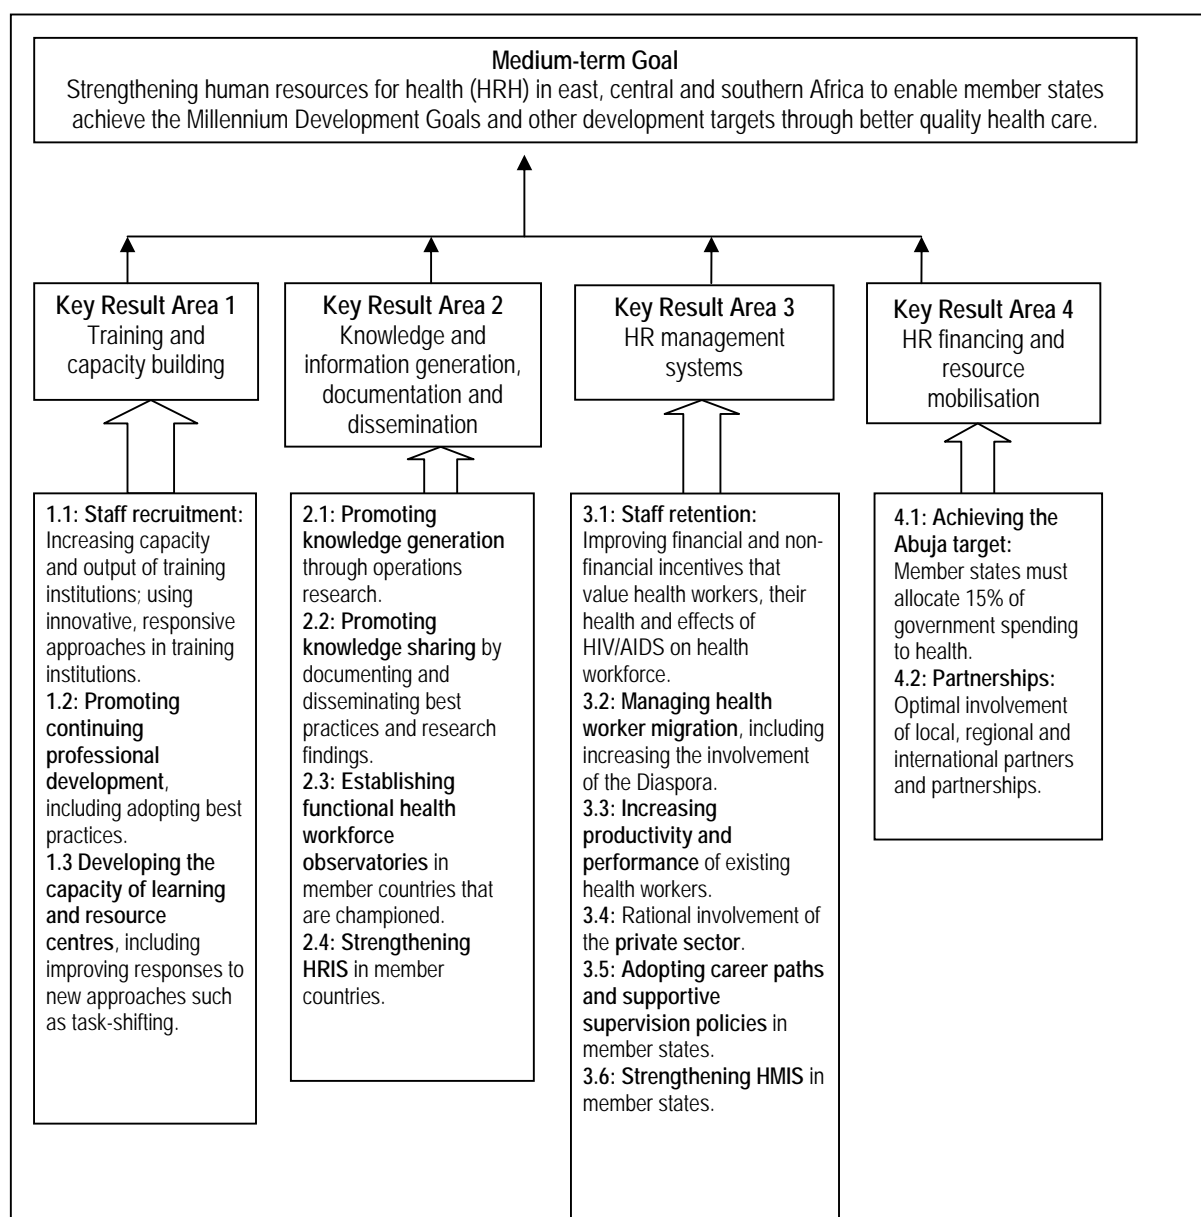 Medium-term Goal
Strengthening human resources for health (HRH) in east, central and southern Africa to enable member states
achieve the Millennium Development Goals and other development targets through better quality health care.
Key Result Area 1
Training and
capacity building
Key Result Area 2
Knowledge and
information generation,
documentation and
dissemination
Key Result Area 3
HR management
systems
Key Result Area 4
HR financing and
resource
mobilisation
1.1: Staff recruitment:
Increasing capacity
and output of training
institutions; using
innovative, responsive
approaches in training
institutions.
1.2: Promoting
continuing
professional
development,
including adopting best
practices.
1.3 Developing the
capacity of learning
and resource
centres, including
improving responses to
new approaches such
as task-shifting.
2.1: Promoting
knowledge generation
through operations
research.
2.2: Promoting
knowledge sharing by
documenting and
disseminating best
practices and research
findings.
2.3: Establishing
functional health
workforce
observatories in
member countries that
are championed.
2.4: Strengthening
HRIS in member
countries.
3.1: Staff retention:
Improving financial and non-
financial incentives that
value health workers, their
health and effects of
HIV/AIDS on health
workforce.
3.2: Managing health
worker migration, including
increasing the involvement
of the Diaspora.
3.3: Increasing
productivity and
performance of existing
health workers.
3.4: Rational involvement of
the private sector.
3.5: Adopting career paths
and supportive
supervision policies in
member states.
3.6: Strengthening HMIS in
member states.
4.1: Achieving the
Abuja target:
Member states must
allocate 15% of
government spending
to health.
4.2: Partnerships:
Optimal involvement
of local, regional and
international partners
and partnerships.